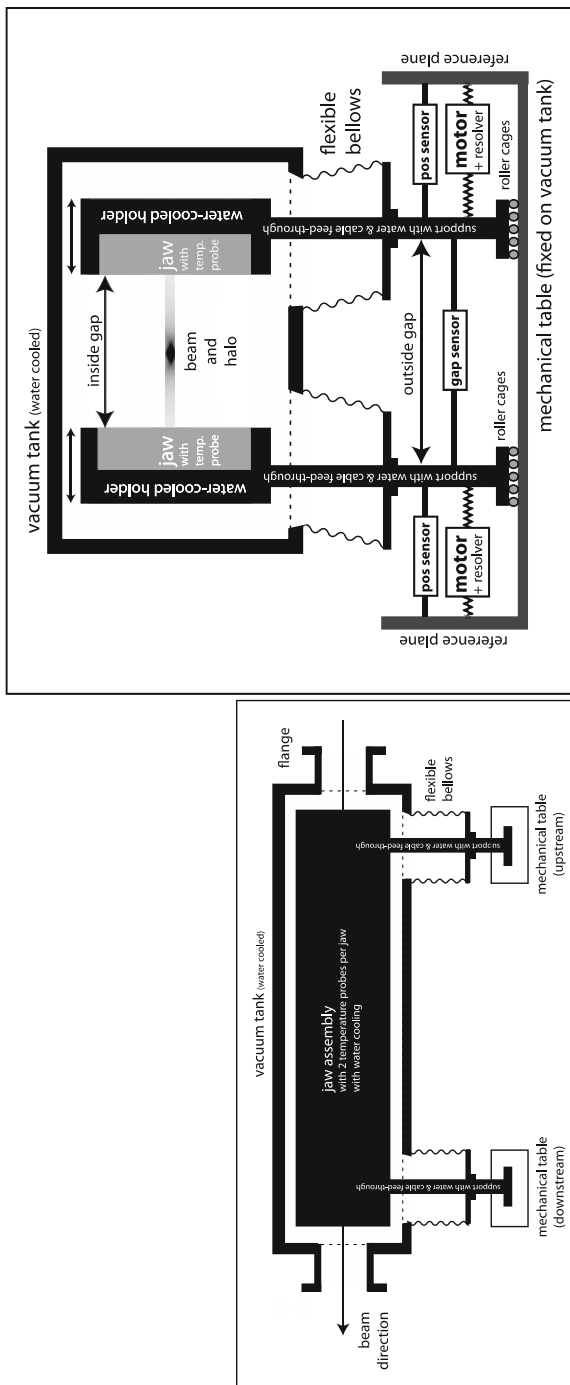 vacuum tank (water cooled)
water-cooled holder
jaw
with
temp.
probe
inside gap
beam
and
halo
jaw
with
temp.
probe
water-cooled holder
flexible
bellows
support with water & cable feed-through
support with water & cable feed-through
outside gap
reference plane
pos sensor
motor
+ resolver
gap sensor
pos sensor
motor
+ resolver
reference plane
roller cages
roller cages
mechanical table (fixed on vacuum tank)
vacuum tank (water cooled)
flange
jaw assembly
with 2 temperature probes per jaw
with water cooling
beam
direction
flexible
bellows
support with water & cable feed-through
support with water & cable feed-through
mechanical table
(downstream)
mechanical table
(upstream)